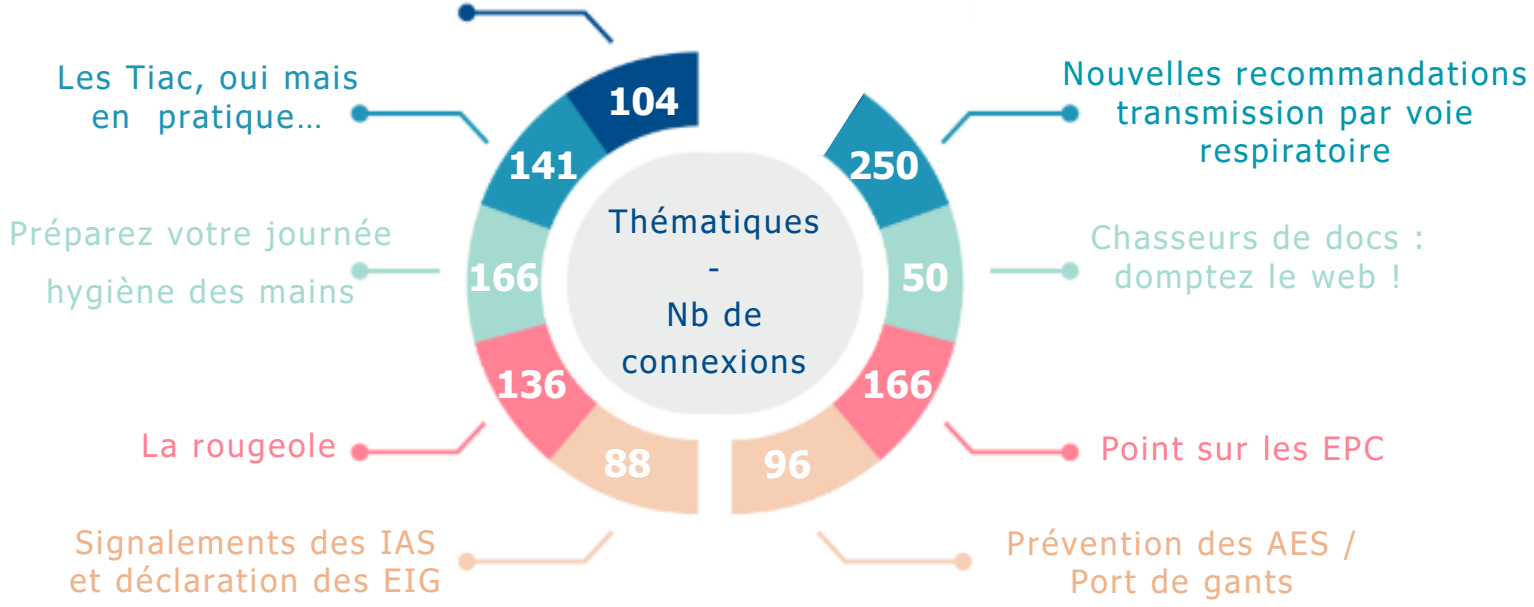 104
Les Tiac, oui mais
en pratique…
141
Préparez votre journée
hygiène des mains
166
La rougeole
136
Signalements des IAS
et déclaration des EIG
88
Thématiques
-
Nb de
connexions
Nouvelles recommandations
transmission par voie
respiratoire
250
Chasseurs de docs :
domptez le web !
50
Point sur les EPC
166
Prévention des AES /
Port de gants
96